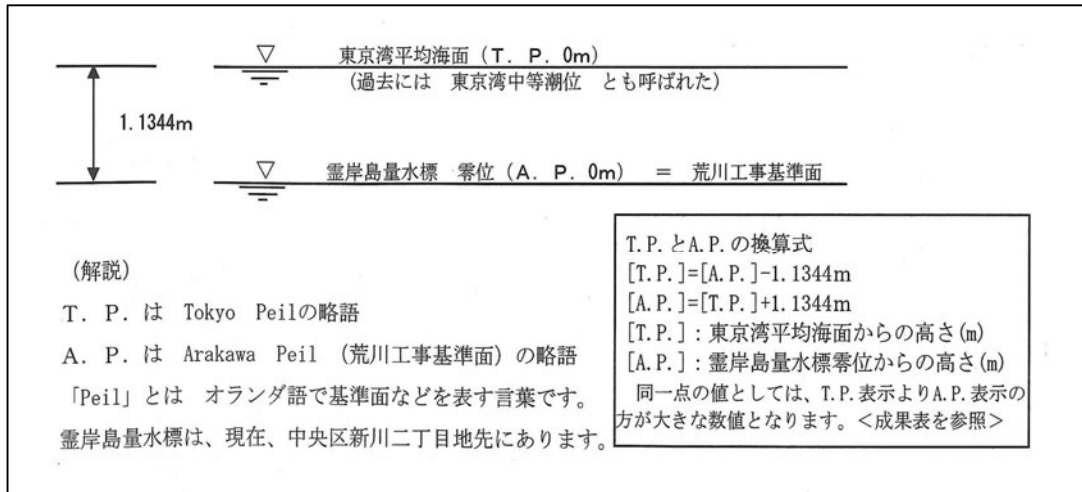 東京湾平均海面（T. P. 0m）
（過去には 東京湾中等潮位 とも呼ばれた）
1.1344m
霊岸島量水標 零位（A. P. 0m） ＝ 荒川工事基準面
（解説）
T. P. は Tokyo Peilの略語
A. P. は Arakawa Peil （荒川工事基準面）の略語
「Peil」とは オランダ語で基準面などを表す言葉です。
霊岸島量水標は、現在、中央区新川二丁目地先にあります。
T.P.とA.P.の換算式
[T.P.]=[A.P.]-1.1344m
[A.P.]=[T.P.]+1.1344m
[T.P.]：東京湾平均海面からの高さ(m)
[A.P.]：霊岸島量水標零位からの高さ(m)
同一点の値としては、T.P.表示よりA.P.表示の
方が大きな数値となります。＜成果表を参照＞